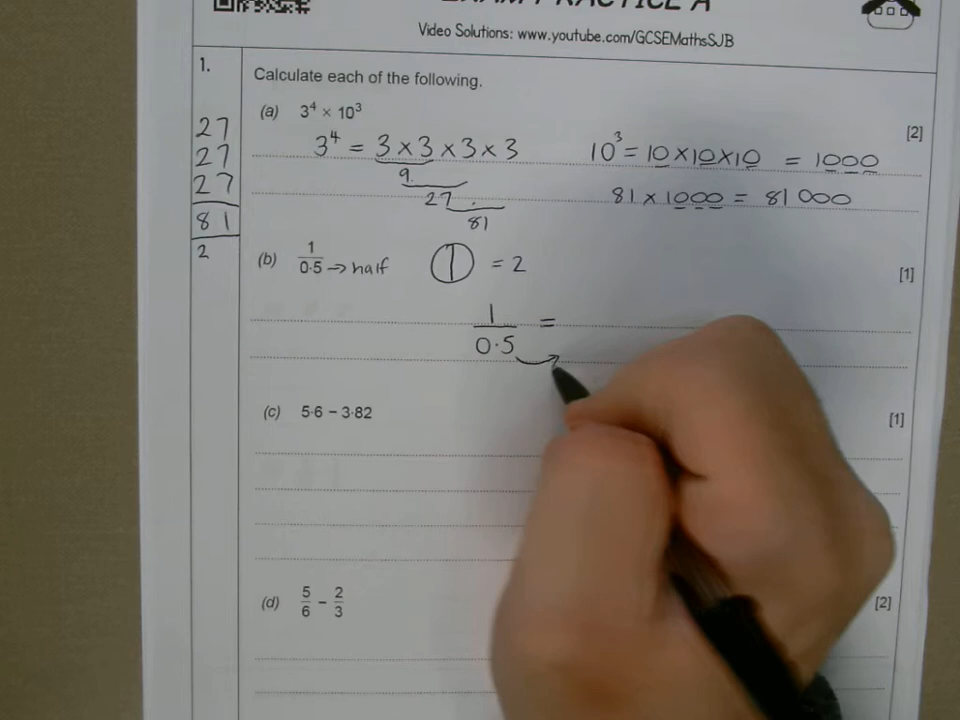 EXAM PRACTICE A
Video Solutions: www.youtube.com/GCSEMathsSJB
1.
Calculate each of the following.
(a) 3⁴ × 10³
[2]
27
27
27
81
2
3⁴ = 3 × 3 × 3 × 3
9
27
81
10³ = 10 × 10 × 10 = 1000
81 × 1000 = 81 000
(b) 1/0·5 → half
= 2
[1]
1/0·5 =
(c) 5·6 − 3·82
[1]
(d) 5/6 − 2/3
[2]